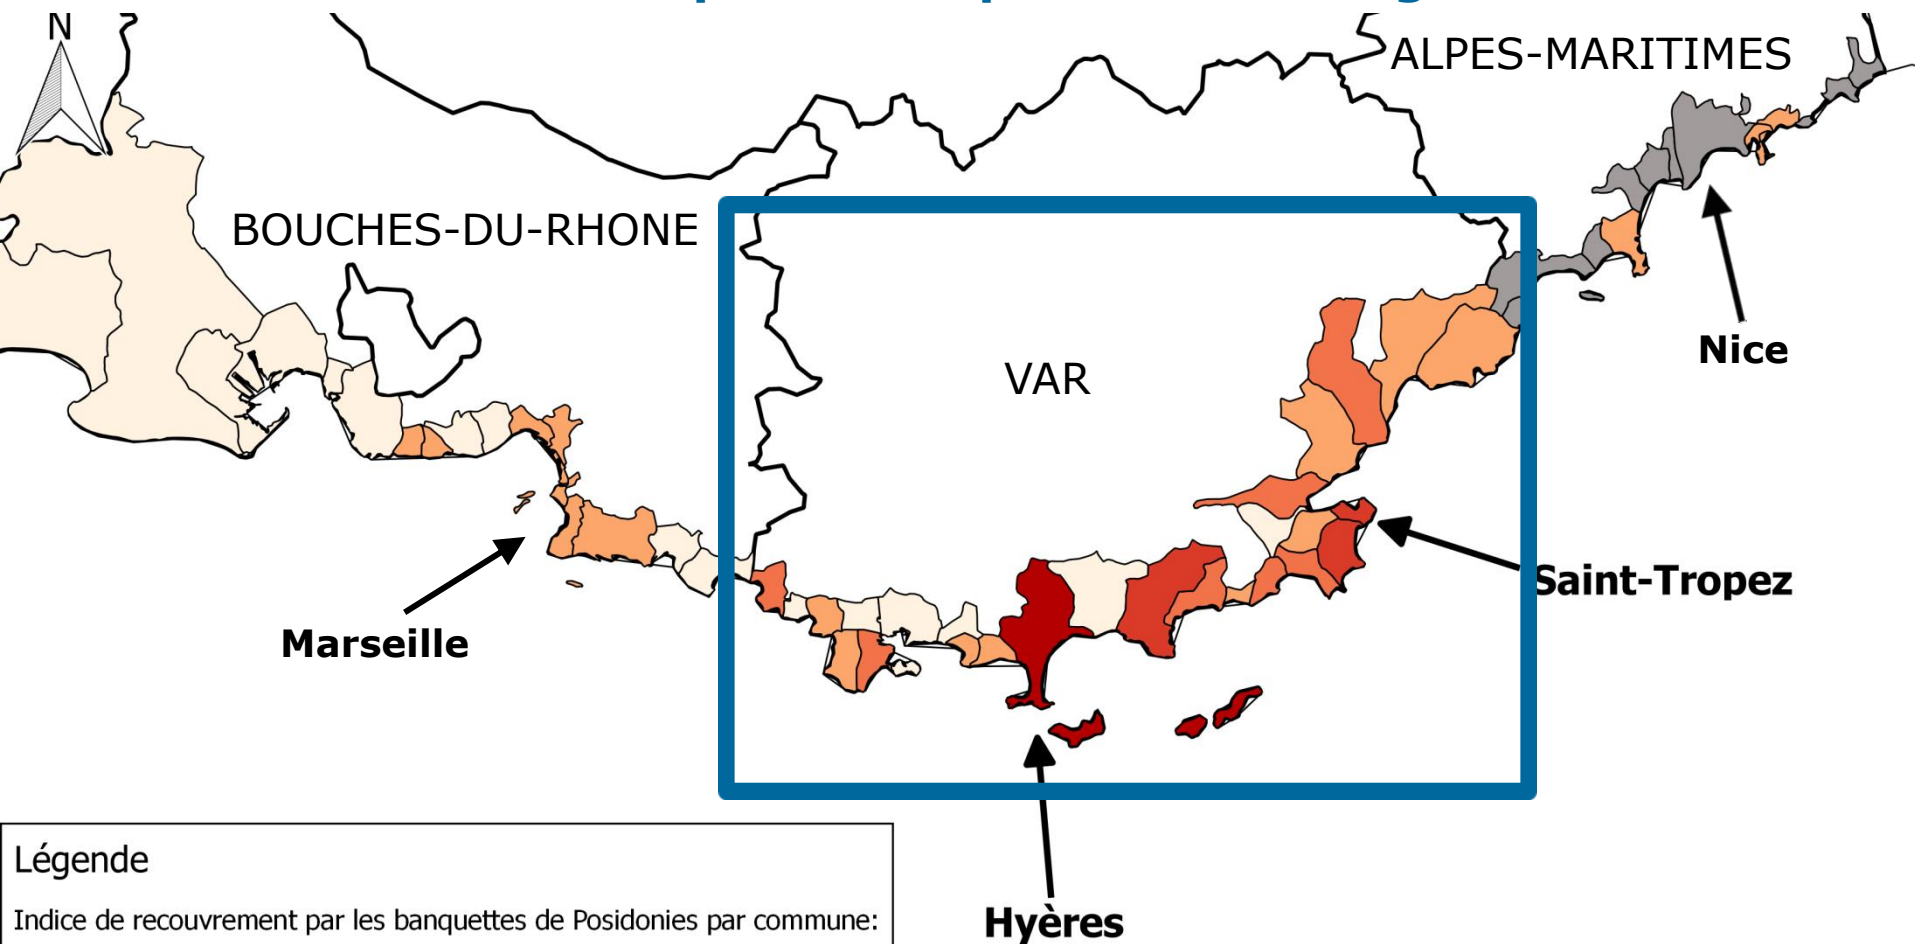 N
ALPES-MARITIMES
BOUCHES-DU-RHONE
Nice
VAR
Saint-Tropez
Marseille
Légende
Indice de recouvrement par les banquettes de Posidonies par commune:
Hyères